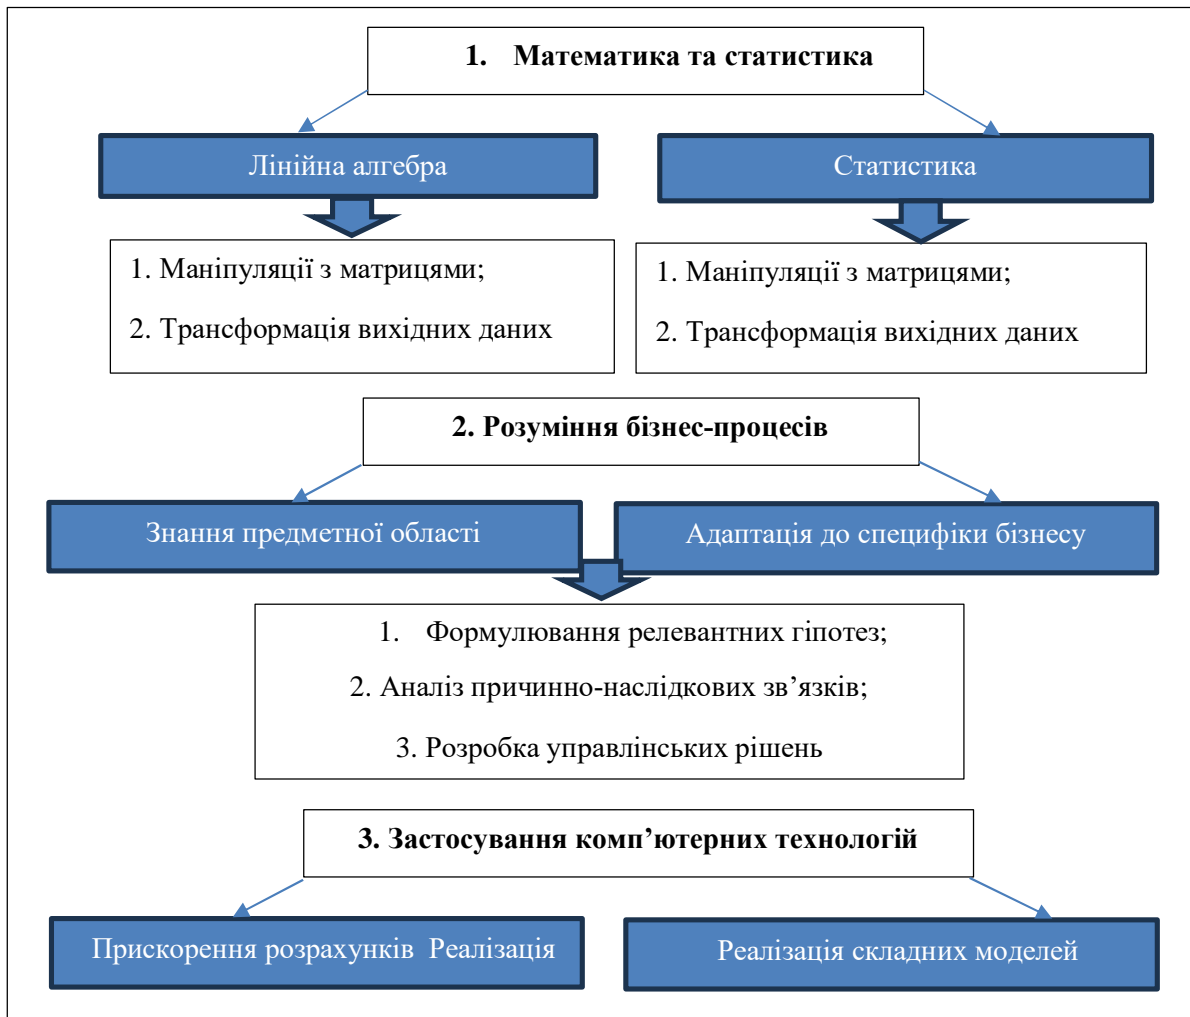 1. Математика та статистика
Лінійна алгебра
Статистика
1. Маніпуляції з матрицями;
2. Трансформація вихідних даних
1. Маніпуляції з матрицями;
2. Трансформація вихідних даних
2. Розуміння бізнес-процесів
Знання предметної області
Адаптація до специфіки бізнесу
1. Формулювання релевантних гіпотез;
2. Аналіз причинно-наслідкових зв’язків;
3. Розробка управлінських рішень
3. Застосування комп’ютерних технологій
Прискорення розрахунків Реалізація
Реалізація складних моделей